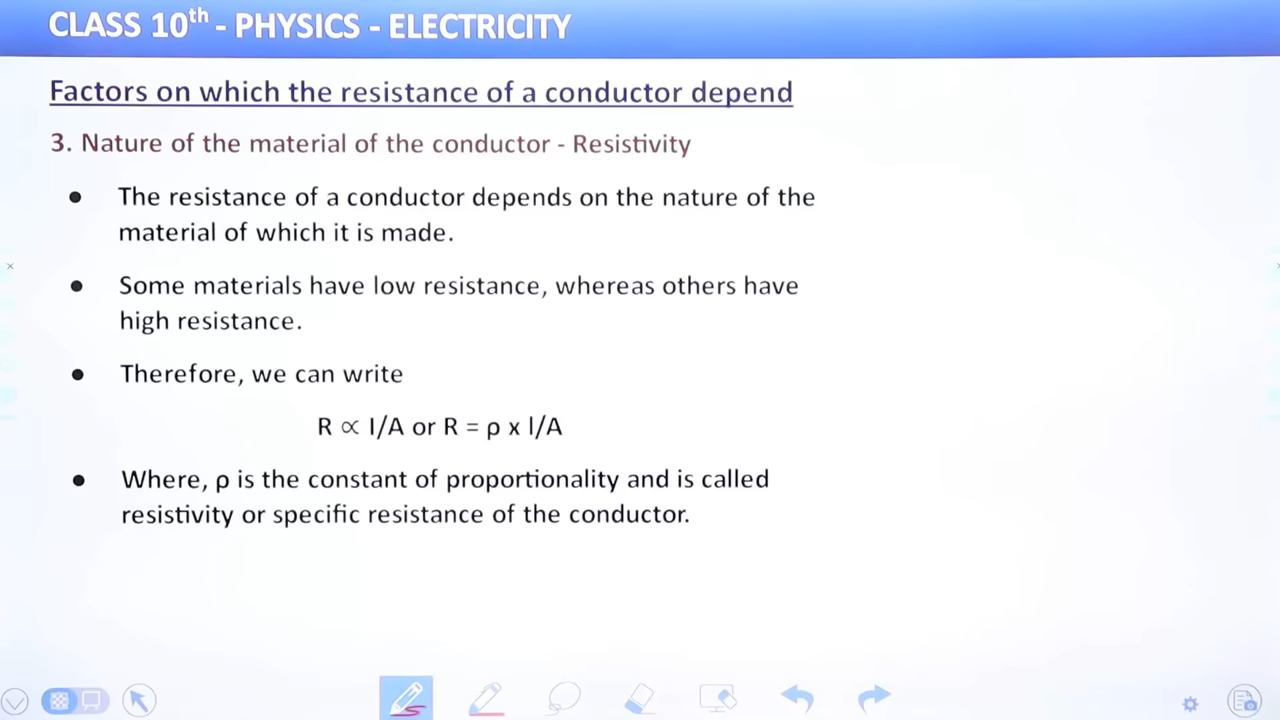 CLASS 10th - PHYSICS - ELECTRICITY
Factors on which the resistance of a conductor depend
3. Nature of the material of the conductor - Resistivity
● The resistance of a conductor depends on the nature of the
material of which it is made.
● Some materials have low resistance, whereas others have
high resistance.
● Therefore, we can write
R ∝ l/A or R = ρ x l/A
● Where, ρ is the constant of proportionality and is called
resistivity or specific resistance of the conductor.